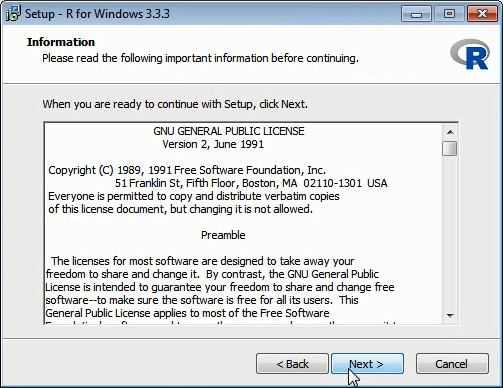 Setup - R for Windows 3.3.3
Information
Please read the following important information before continuing.
R
When you are ready to continue with Setup, click Next.
GNU GENERAL PUBLIC LICENSE
Version 2, June 1991
Copyright (C) 1989, 1991 Free Software Foundation, Inc.
51 Franklin St, Fifth Floor, Boston, MA 02110-1301 USA
Everyone is permitted to copy and distribute verbatim copies
of this license document, but changing it is not allowed.
Preamble
The licenses for most software are designed to take away your
freedom to share and change it. By contrast, the GNU General Public
License is intended to guarantee your freedom to share and change free
software--to make sure the software is free for all its users. This
General Public License applies to most of the Free Software
< Back
Next >
Cancel